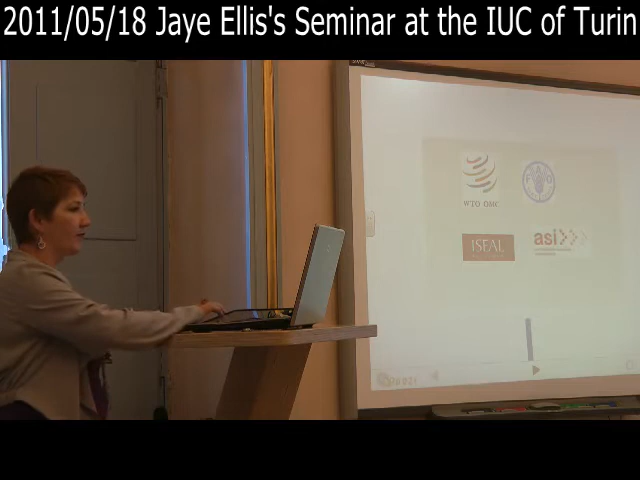 2011/05/18 Jaye Ellis's Seminar at the IUC of Turin
WTO OMC
ISEAL
asi